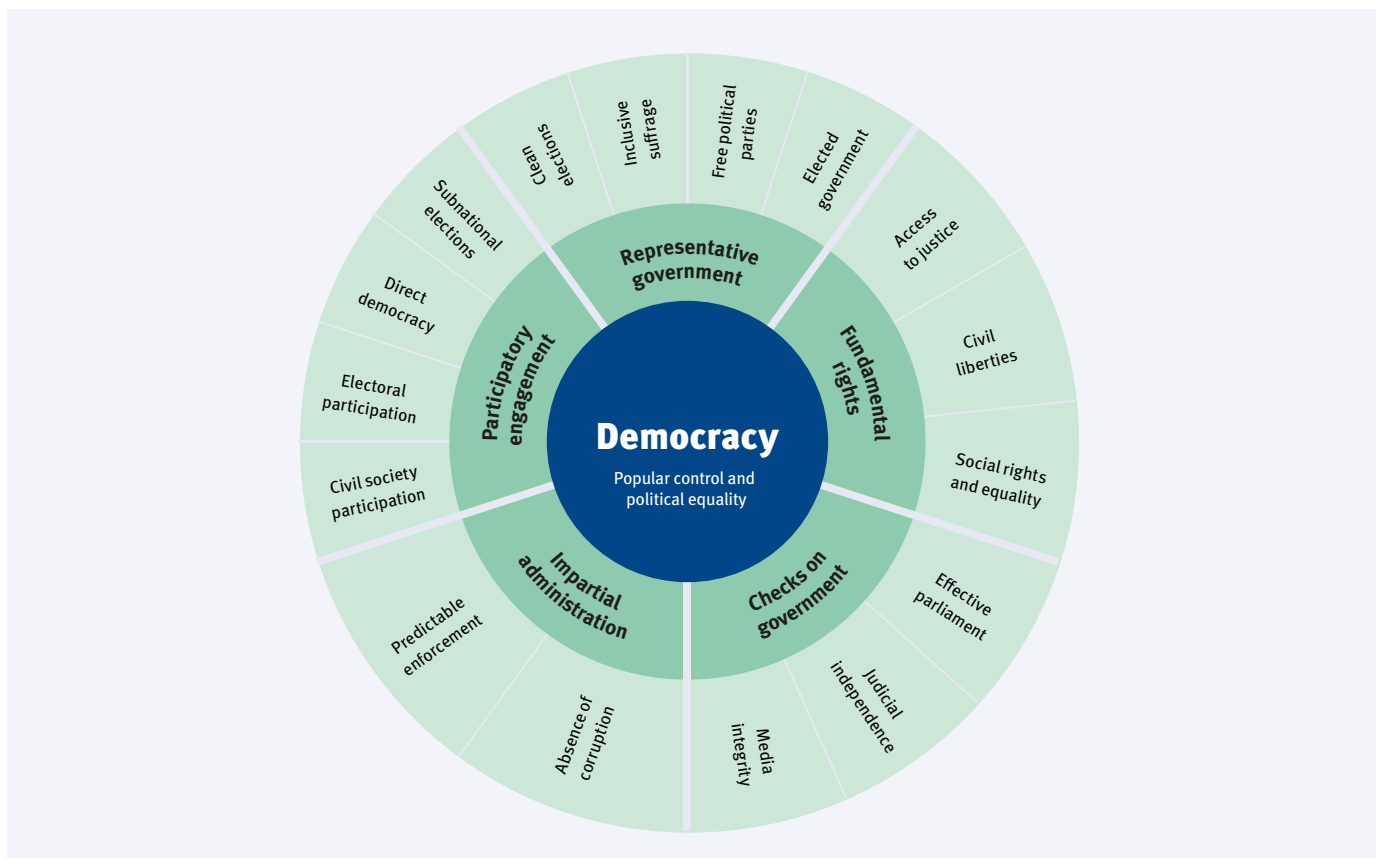 Democracy
Popular control and
political equality
Representative
government
Clean
elections
Inclusive
suffrage
Free political
parties
Elected
government
Fundamental
rights
Access
to justice
Civil
liberties
Social rights
and equality
Checks on
government
Effective
parliament
Judicial
independence
Media
integrity
Impartial
administration
Absence of
corruption
Predictable
enforcement
Participatory
engagement
Civil society
participation
Electoral
participation
Direct
democracy
Subnational
elections